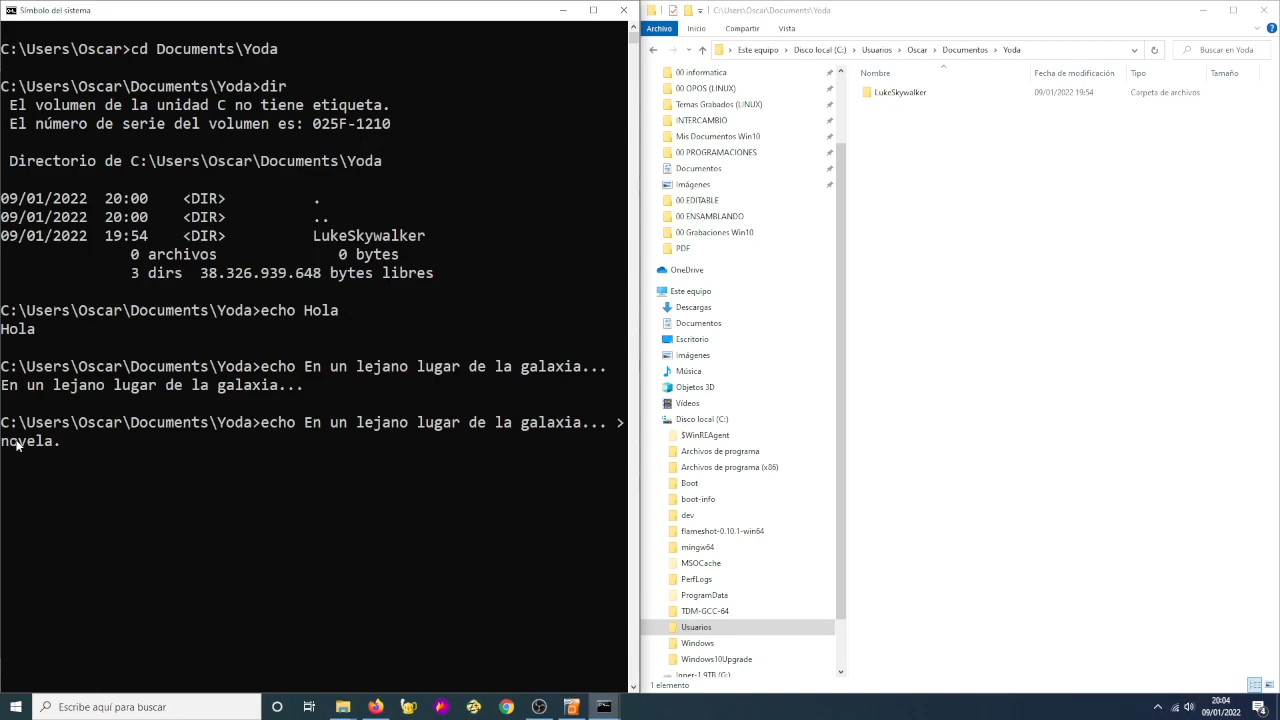 Símbolo del sistema
C:\Users\Oscar>cd Documents\Yoda
C:\Users\Oscar\Documents\Yoda>dir
El volumen de la unidad C no tiene etiqueta.
El número de serie del volumen es: 025F-1210
Directorio de C:\Users\Oscar\Documents\Yoda
09/01/2022 20:00 <DIR> .
09/01/2022 20:00 <DIR> ..
09/01/2022 19:54 <DIR> LukeSkywalker
0 archivos 0 bytes
3 dirs 38.326.939.648 bytes libres
C:\Users\Oscar\Documents\Yoda>echo Hola
Hola
C:\Users\Oscar\Documents\Yoda>echo En un lejano lugar de la galaxia...
En un lejano lugar de la galaxia...
C:\Users\Oscar\Documents\Yoda>echo En un lejano lugar de la galaxia... >
novela.
C:\Users\Oscar\Documents\Yoda
Archivo Inicio Compartir Vista
Este equipo > Disco local (C:) > Usuarios > Oscar > Documents > Yoda
Buscar en Yoda
Nombre Fecha de modificación Tipo Tamaño
LukeSkywalker 09/01/2022 19:54 Carpeta de archivos
00 informatica
00 OPOS (LINUX)
Temas Grabados (LINUX)
INTERCAMBIO
Mis Documentos Win10
00 PROGRAMACIONES
Documentos
Imágenes
00 EDITABLE
00 ENSAMBLANDO
00 Grabaciones Win10
PDF
OneDrive
Este equipo
Descargas
Documentos
Escritorio
Imágenes
Música
Objetos 3D
Vídeos
Disco local (C:)
$WinREAgent
Archivos de programa
Archivos de programa (x86)
Boot
boot-info
dev
flameshot-0.10.1-win64
mingw64
MSOCache
PerfLogs
ProgramData
TDM-GCC-64
Usuarios
Windows
Windows10Upgrade
Inner-1.9TB (G:)
1 elemento
Escribe aquí para buscar
20:04
09/01/2022